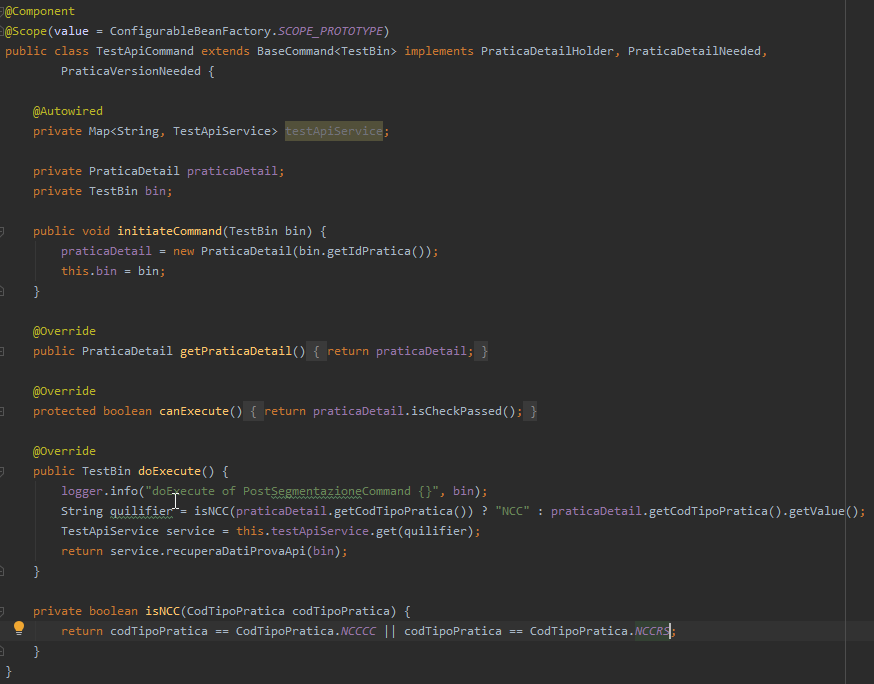 @Component
@Scope(value = ConfigurableBeanFactory.SCOPE_PROTOTYPE)
public class TestApiCommand extends BaseCommand<TestBin> implements PraticaDetailHolder, PraticaDetailNeeded,
PraticaVersionNeeded {
@Autowired
private Map<String, TestApiService> testApiService;
private PraticaDetail praticaDetail;
private TestBin bin;
public void initiateCommand(TestBin bin) {
praticaDetail = new PraticaDetail(bin.getIdPratica());
this.bin = bin;
}
@Override
public PraticaDetail getPraticaDetail() { return praticaDetail; }
@Override
protected boolean canExecute() { return praticaDetail.isCheckPassed(); }
@Override
public TestBin doExecute() {
logger.info("doExecute of PostSegmentazioneCommand {}", bin);
String quilifier = isNCC(praticaDetail.getCodTipoPratica()) ? "NCC" : praticaDetail.getCodTipoPratica().getValue();
TestApiService service = this.testApiService.get(quilifier);
return service.recuperaDatiProvaApi(bin);
}
private boolean isNCC(CodTipoPratica codTipoPratica) {
return codTipoPratica == CodTipoPratica.NCCCC || codTipoPratica == CodTipoPratica.NCCRS;
}
}